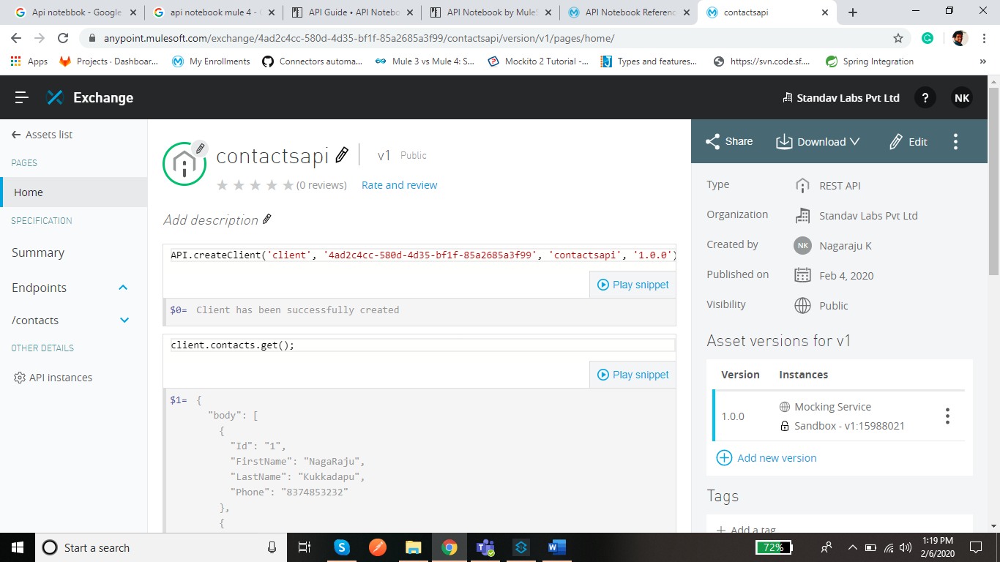 Api notebbok - Google
api notebbok mule 4 -
API Guide • API Notebo
API Notebook by MuleS
API Notebook Referenc
contactsapi
anypoint.mulesoft.com/exchange/4ad2c4cc-580d-4d35-bf1f-85a2685a3f99/contactsapi/version/v1/pages/home/
Apps
Projects · Dashboar...
My Enrollments
Connectors automa...
Mule 3 vs Mule 4: S...
Mockito 2 Tutorial -...
Types and features...
https://svn.code.sf....
Spring Integration
»
Exchange
Standav Labs Pvt Ltd
?
NK
Assets list
PAGES
Home
SPECIFICATION
Summary
Endpoints
/contacts
OTHER DETAILS
API instances
contactsapi
v1 Public
(0 reviews) Rate and review
Add description
API.createClient('client', '4ad2c4cc-580d-4d35-bf1f-85a2685a3f99', 'contactsapi', '1.0.0')
Play snippet
$0= Client has been successfully created
client.contacts.get();
Play snippet
$1= {
"body": [
{
"Id": "1",
"FirstName": "NagaRaju",
"LastName": "Kukkadapu",
"Phone": "8374853232"
},
{
Share
Download
Edit
Type REST API
Organization Standav Labs Pvt Ltd
Created by NK Nagaraju K
Published on Feb 4, 2020
Visibility Public
Asset versions for v1
Version Instances
1.0.0 Mocking Service
Sandbox - v1:15988021
Add new version
Tags
+ Add a tag
Start a search
72%
1:19 PM
2/6/2020